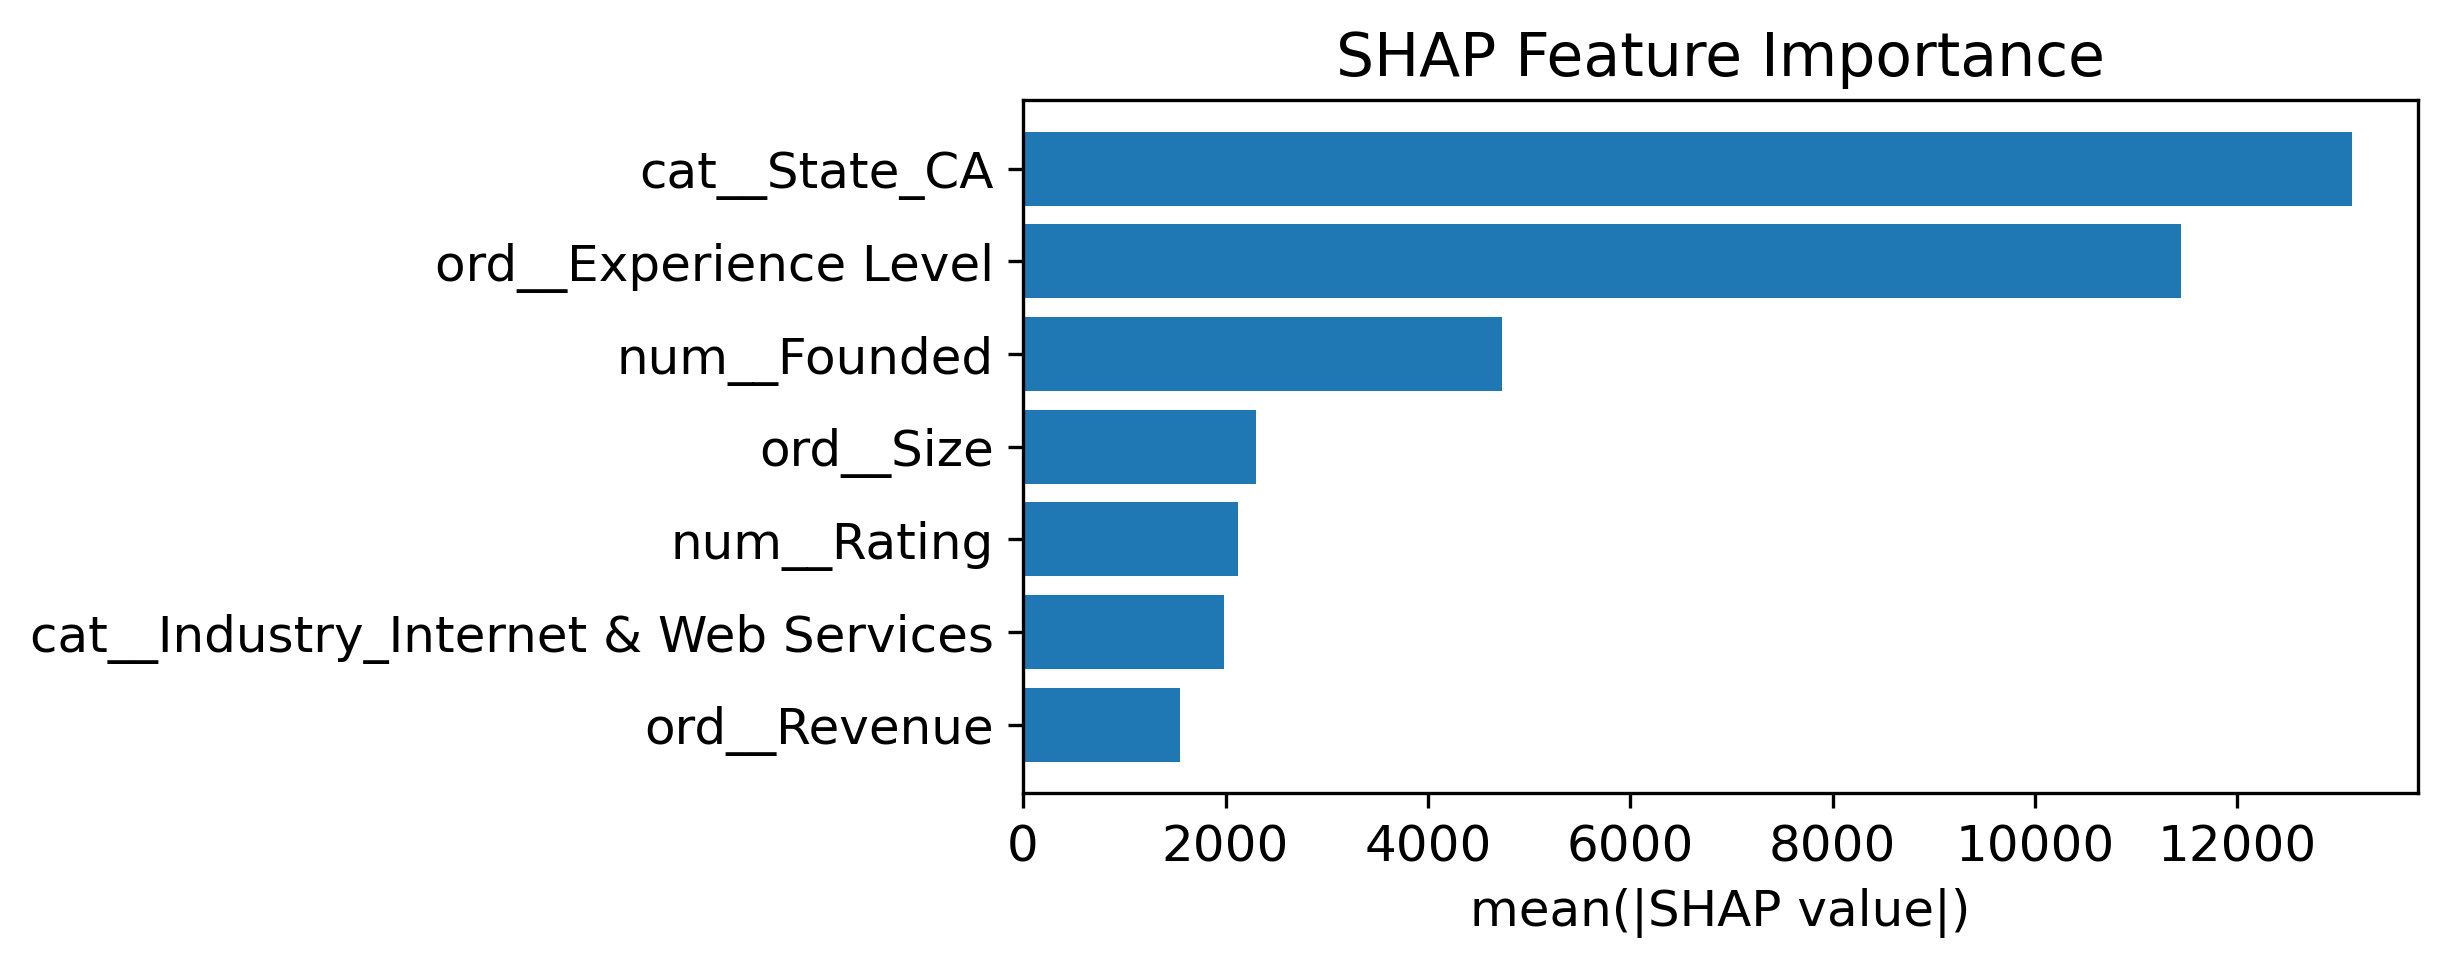 SHAP Feature Importance
cat__State_CA
ord__Experience Level
num__Founded
ord__Size
num__Rating
cat__Industry_Internet & Web Services
ord__Revenue
0 2000 4000 6000 8000 10000 12000
mean(|SHAP value|)